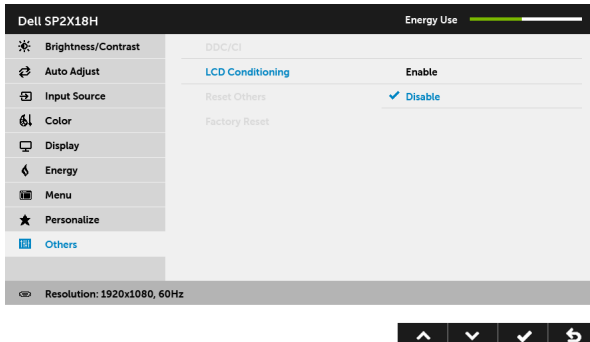 Dell SP2X18H
Energy Use
Brightness/Contrast
DDC/CI
Auto Adjust
LCD Conditioning
Enable
Input Source
Reset Others
Disable
Color
Factory Reset
Display
Energy
Menu
Personalize
Others
Resolution: 1920x1080, 60Hz